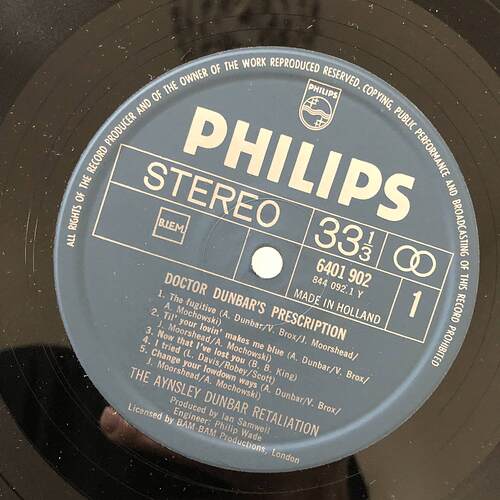 ALL RIGHTS OF THE RECORD PRODUCER AND OF THE OWNER OF THE WORK REPRODUCED RESERVED. COPYING, PUBLIC PERFORMANCE AND BROADCASTING OF THIS RECORD PROHIBITED
PHILIPS
PHILIPS
STEREO
33 1/3
B.I.E.M.
6401 902
844 092.1 Y
MADE IN HOLLAND
1
DOCTOR DUNBAR'S PRESCRIPTION
1. The fugitive (A. Dunbar/V. Brox/J. Moorshead/
A. Mochowski)
2. Til' your lovin' makes me blue (A. Dunbar/V. Brox/
J. Moorshead/A. Mochowski)
3. Now that I've lost you (B. B. King)
4. I tried (L. Davis/Robey/Scott)
5. Change your lowdown ways (A. Dunbar/V. Brox/
J. Moorshead/A. Mochowski)
THE AYNSLEY DUNBAR RETALIATION
Produced by Ian Samwell
Engineer: Philip Wade
Licensed by BAM BAM Productions, London